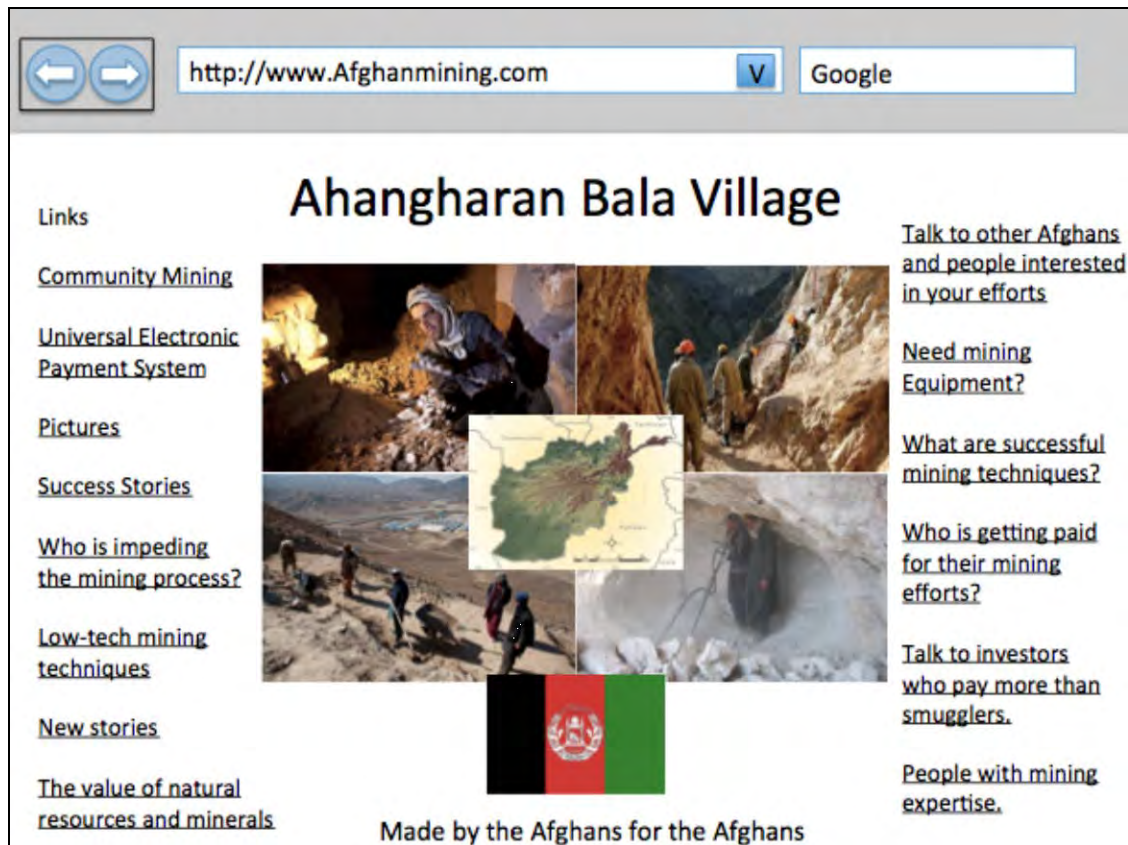 http://www.Afghanmining.com
V
Google
Ahangharan Bala Village
Links
Community Mining
Universal Electronic
Payment System
Pictures
Success Stories
Who is impeding
the mining process?
Low-tech mining
techniques
New stories
The value of natural
resources and minerals
Talk to other Afghans
and people interested
in your efforts
Need mining
Equipment?
What are successful
mining techniques?
Who is getting paid
for their mining
efforts?
Talk to investors
who pay more than
smugglers.
People with mining
expertise.
Made by the Afghans for the Afghans